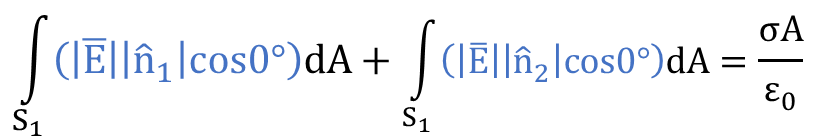 ∫S₁ (|E̅||n̂₁|cos0°)dA + ∫S₁ (|E̅||n̂₂|cos0°)dA = σA/ε₀